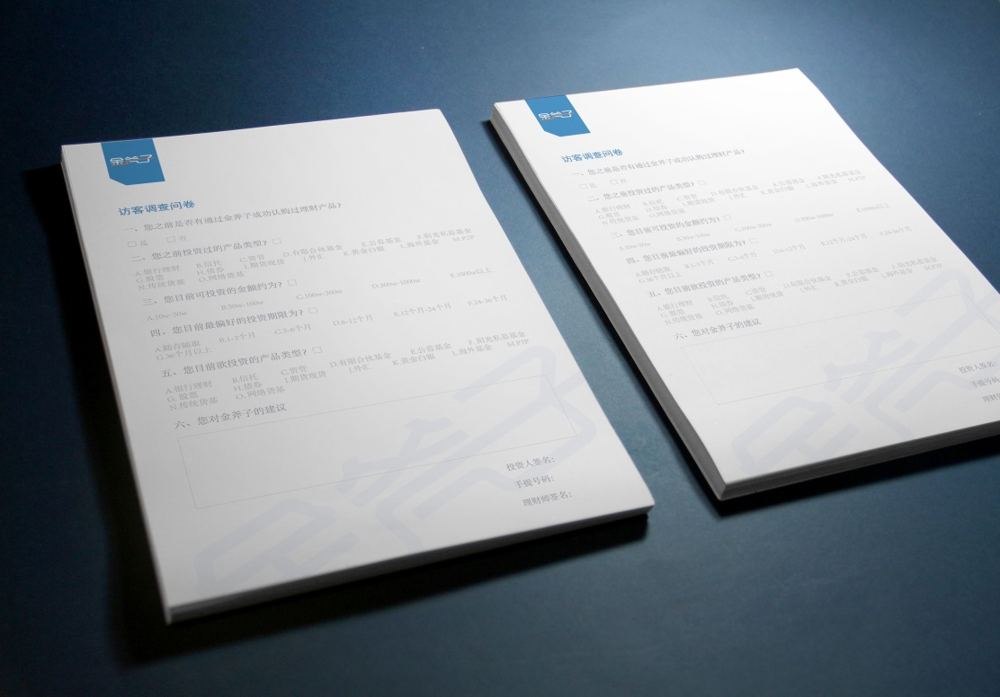 金斧子
访客调查问卷
一、您之前是否有通过金斧子成功认购过理财产品?
□ 是 □ 否
二、您之前投资过的产品类型? □
A.银行理财 B.信托 C.资管 D.有限合伙基金 E.公募基金 F.阳光私募基金
G.股票 H.债券 I.期货现货 J.外汇 K.黄金白银 L.海外基金 M.P2P
N.传统货基 O.网络货基
三、您目前可投资的金额约为? □
A.10w-50w B.50w-100w C.100w-300w D.300w-1000w E.1000w以上
四、您目前最偏好的投资期限为? □
A.随存随取 B.1-3个月 C.3-6个月 D.6-12个月 E.12个月-24个月 F.24-36个月
G.36个月以上
五、您目前欲投资的产品类型? □
A.银行理财 B.信托 C.资管 D.有限合伙基金 E.公募基金 F.阳光私募基金
G.股票 H.债券 I.期货现货 J.外汇 K.黄金白银 L.海外基金 M.P2P
N.传统货基 O.网络货基
六、您对金斧子的建议
投资人签名:
手提号码:
理财师签名:
金斧子
访客调查问卷
一、您之前是否有通过金斧子成功认购过理财产品?
□ 是 □ 否
二、您之前投资过的产品类型? □
A.银行理财 B.信托 C.资管 D.有限合伙基金 E.公募基金 F.阳光私募基金
G.股票 H.债券 I.期货现货 J.外汇 K.黄金白银 L.海外基金 M.P2P
N.传统货基 O.网络货基
三、您目前可投资的金额约为? □
A.10w-50w B.50w-100w C.100w-300w D.300w-1000w E.1000w以上
四、您目前最偏好的投资期限为? □
A.随存随取 B.1-3个月 C.3-6个月 D.6-12个月 E.12个月-24个月 F.24-36个月
G.36个月以上
五、您目前欲投资的产品类型? □
A.银行理财 B.信托 C.资管 D.有限合伙基金 E.公募基金 F.阳光私募基金
G.股票 H.债券 I.期货现货 J.外汇 K.黄金白银 L.海外基金 M.P2P
N.传统货基 O.网络货基
六、您对金斧子的建议
投资人签名:
手提号码:
理财师